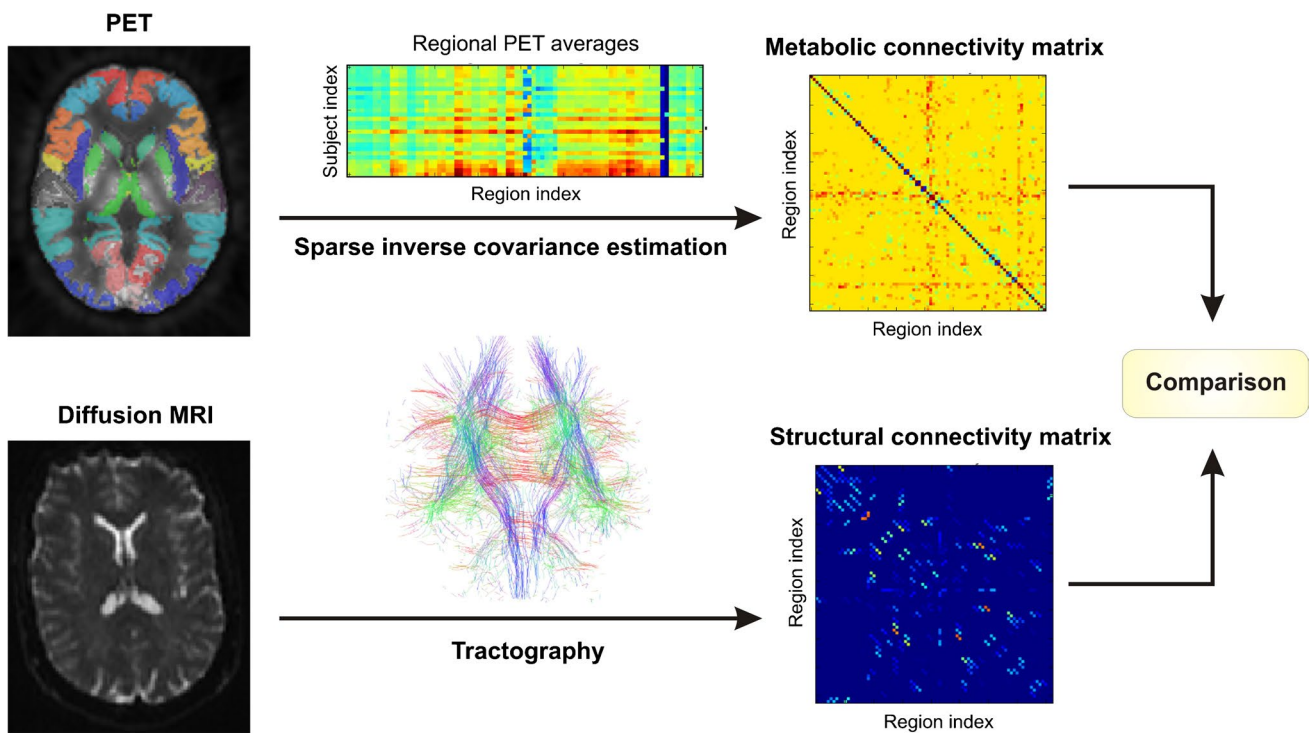 PET
Regional PET averages
Subject index
Region index
Sparse inverse covariance estimation
Metabolic connectivity matrix
Region index
Region index
Comparison
Diffusion MRI
Tractography
Structural connectivity matrix
Region index
Region index